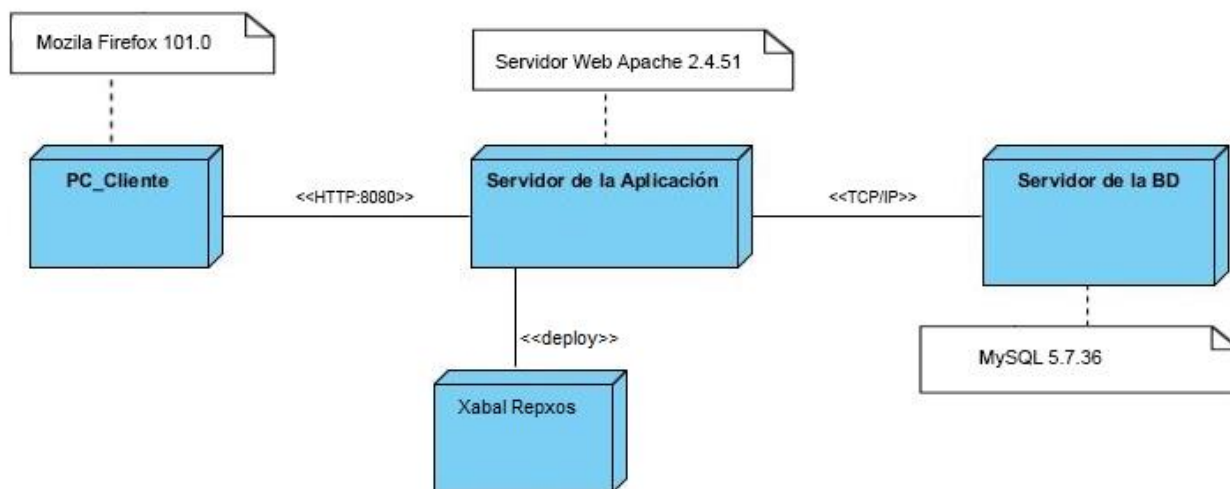 Mozila Firefox 101.0
Servidor Web Apache 2.4.51
PC_Cliente
<<HTTP:8080>>
Servidor de la Aplicación
<<TCP/IP>>
Servidor de la BD
<<deploy>>
MySQL 5.7.36
Xabal Repxos